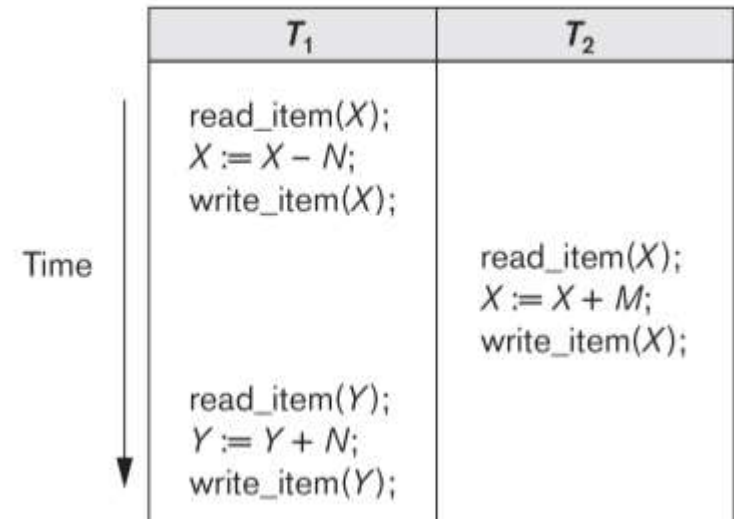 T₁ T₂
read_item(X);
X := X – N;
write_item(X);
Time
read_item(X);
X := X + M;
write_item(X);
read_item(Y);
Y := Y + N;
write_item(Y);